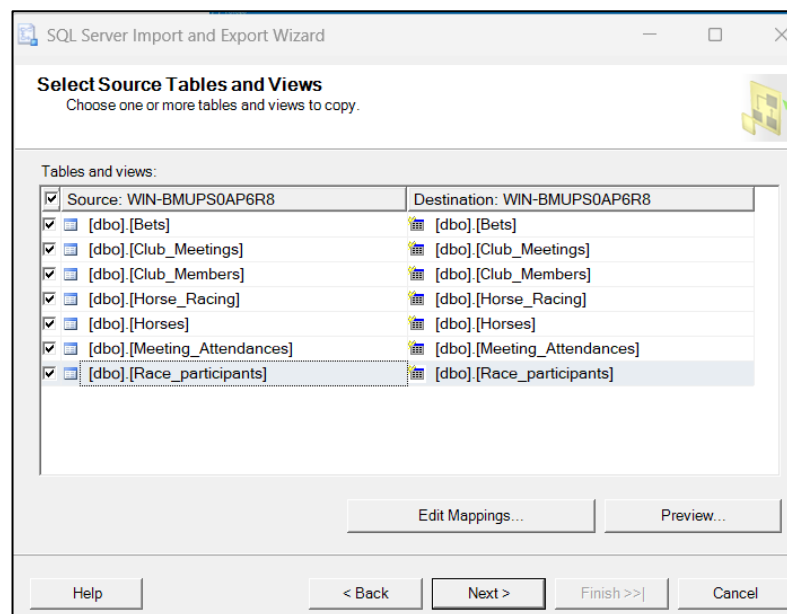 SQL Server Import and Export Wizard
Select Source Tables and Views
Choose one or more tables and views to copy.
Tables and views:
Source: WIN-BMUPS0AP6R8 Destination: WIN-BMUPS0AP6R8
[dbo].[Bets] [dbo].[Bets]
[dbo].[Club_Meetings] [dbo].[Club_Meetings]
[dbo].[Club_Members] [dbo].[Club_Members]
[dbo].[Horse_Racing] [dbo].[Horse_Racing]
[dbo].[Horses] [dbo].[Horses]
[dbo].[Meeting_Attendances] [dbo].[Meeting_Attendances]
[dbo].[Race_participants] [dbo].[Race_participants]
Edit Mappings... Preview...
Help < Back Next > Finish >>| Cancel